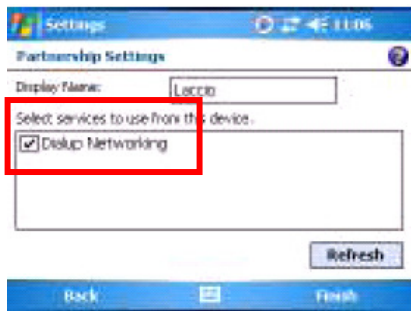 Settings 11:06
Partnership Settings
Display Name: Laccio
Select services to use from this device.
Dialup Networking
Refresh
Back Finish